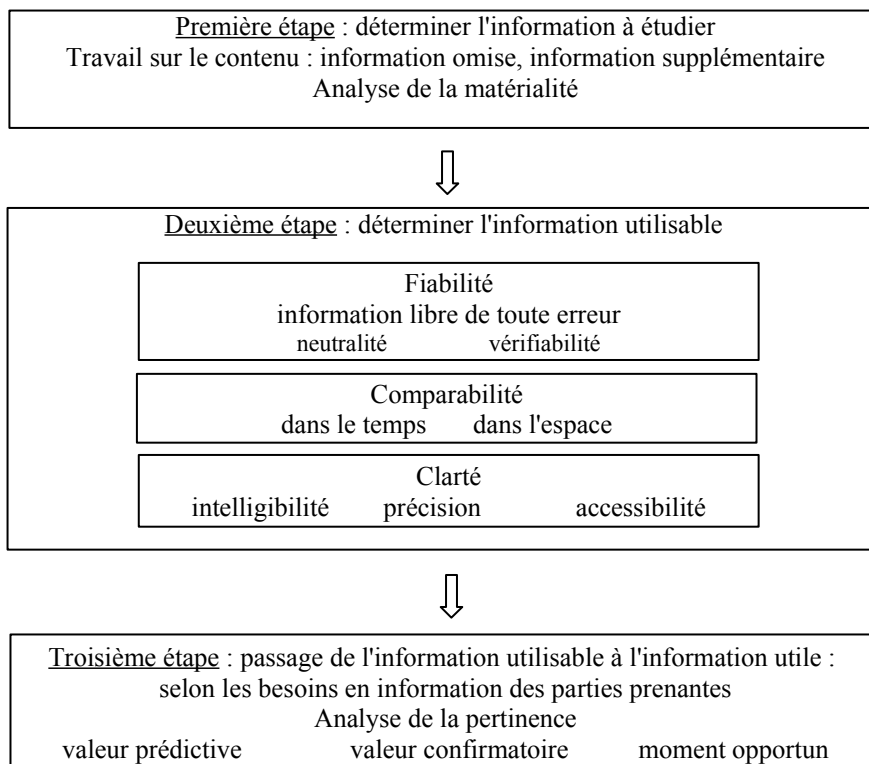 Première étape : déterminer l'information à étudier
Travail sur le contenu : information omise, information supplémentaire
Analyse de la matérialité
Deuxième étape : déterminer l'information utilisable
Fiabilité
information libre de toute erreur
neutralité vérifiabilité
Comparabilité
dans le temps dans l'espace
Clarté
intelligibilité précision accessibilité
Troisième étape : passage de l'information utilisable à l'information utile :
selon les besoins en information des parties prenantes
Analyse de la pertinence
valeur prédictive valeur confirmatoire moment opportun